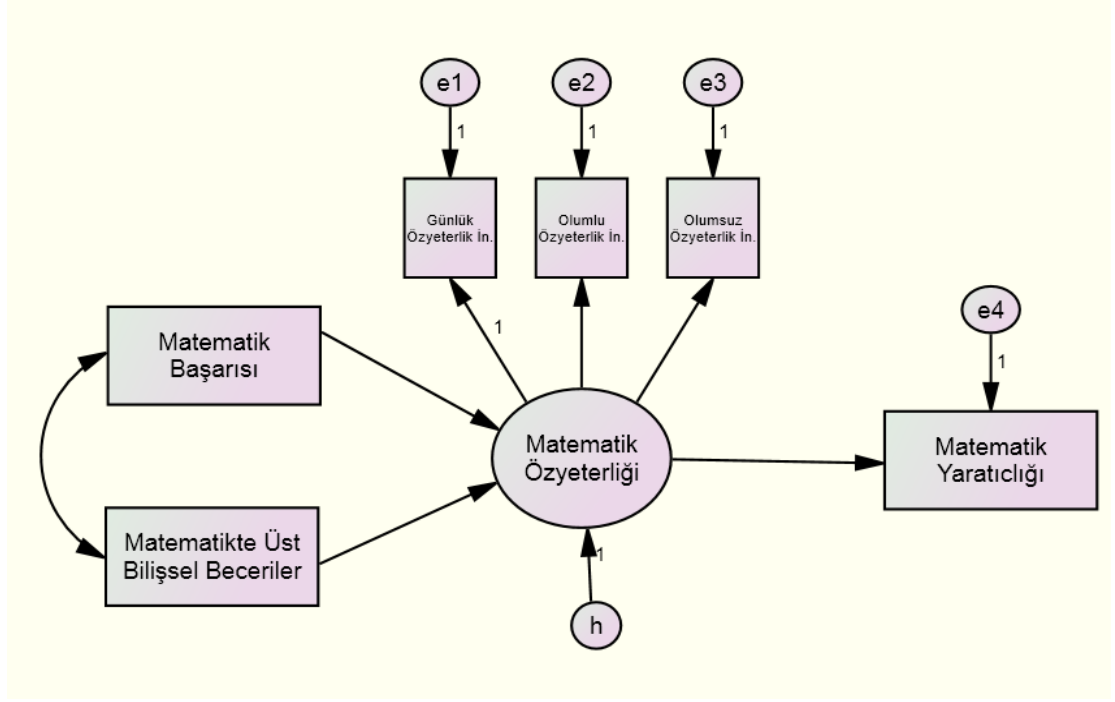 e1
e2
e3
1
1
1
Günlük
Özyeterlik İn.
Olumlu
Özyeterlik İn.
Olumsuz
Özyeterlik İn.
1
Matematik
Başarısı
e4
1
Matematik
Özyeterliği
Matematik
Yaratıclığı
Matematikte Üst
Bilişsel Beceriler
1
h